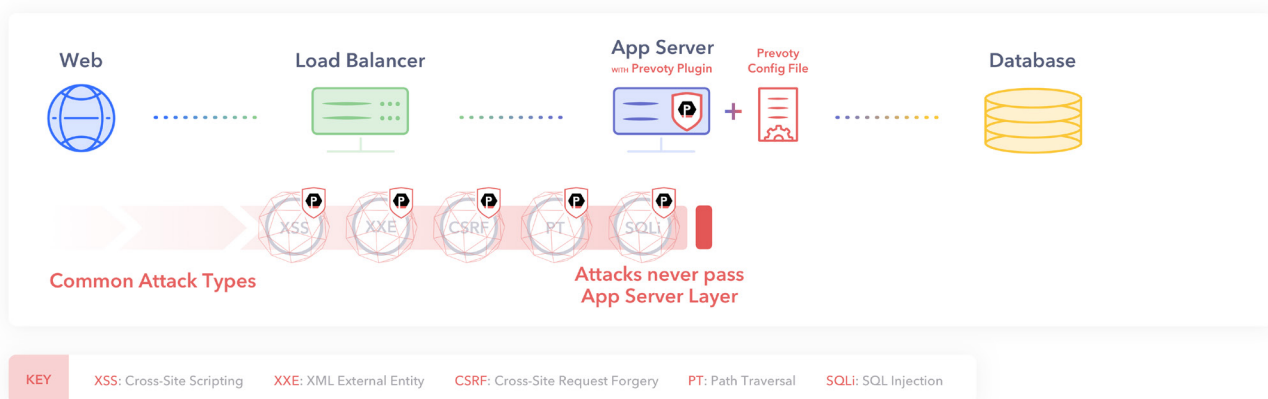 Web
Load Balancer
App Server
WITH Prevoty Plugin
Prevoty
Config File
Database
P
XSS
P
XXE
P
CSRF
P
PT
P
SQLi
P
Common Attack Types
Attacks never pass
App Server Layer
KEY
XSS: Cross-Site Scripting
XXE: XML External Entity
CSRF: Cross-Site Request Forgery
PT: Path Traversal
SQLi: SQL Injection